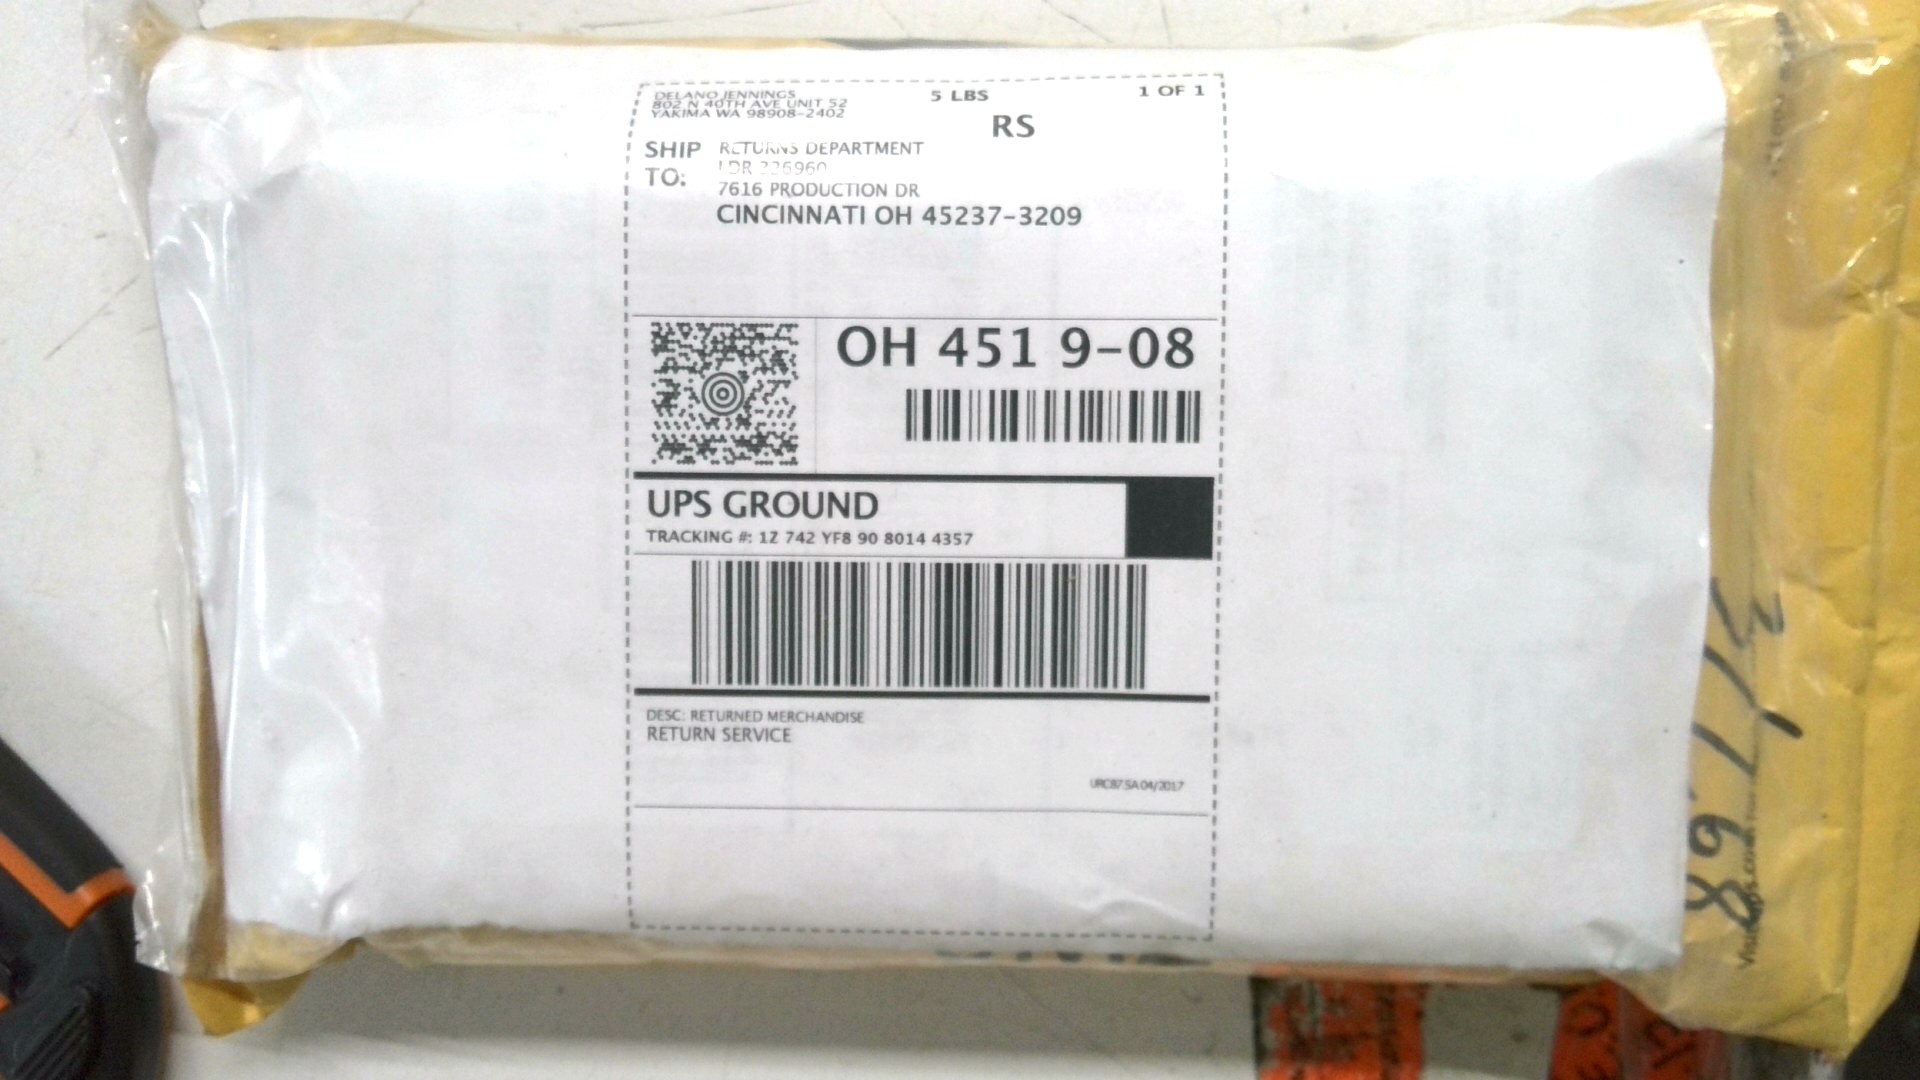 DELANO JENNINGS
802 N 40TH AVE UNIT 52
YAKIMA WA 98908-2402
5 LBS
1 OF 1
RS
SHIP TO:
RETURNS DEPARTMENT
7616 PRODUCTION DR
CINCINNATI OH 45237-3209
OH 451 9-08
UPS GROUND
TRACKING #: 1Z 742 YF8 90 8014 4357
DESC: RETURNED MERCHANDISE
RETURN SERVICE